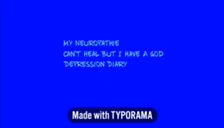 MY NEUROPATHIE
CAN'T HEAL BUT I HAVE A GOD
DEPRESSION DIARY
Made with TYPORAMA